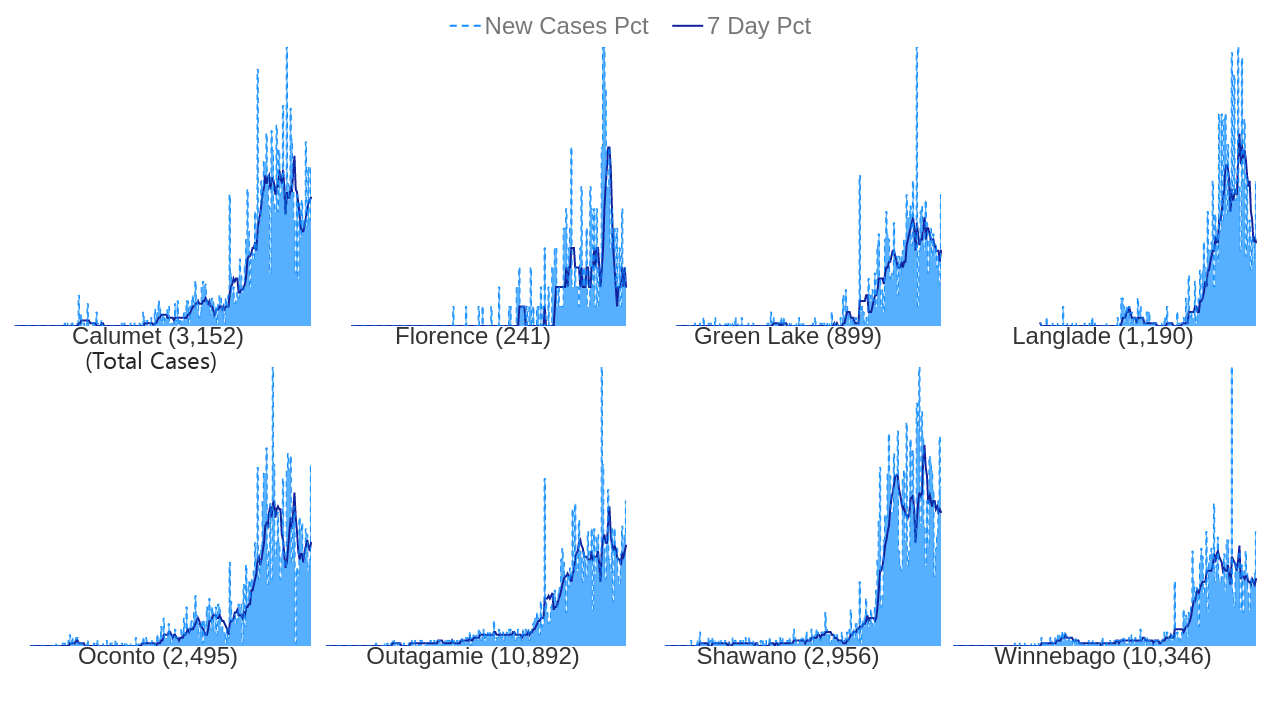 New Cases Pct 7 Day Pct
Calumet (3,152) Florence (241) Green Lake (899) Langlade (1,190)
(Total Cases)
Oconto (2,495) Outagamie (10,892) Shawano (2,956) Winnebago (10,346)